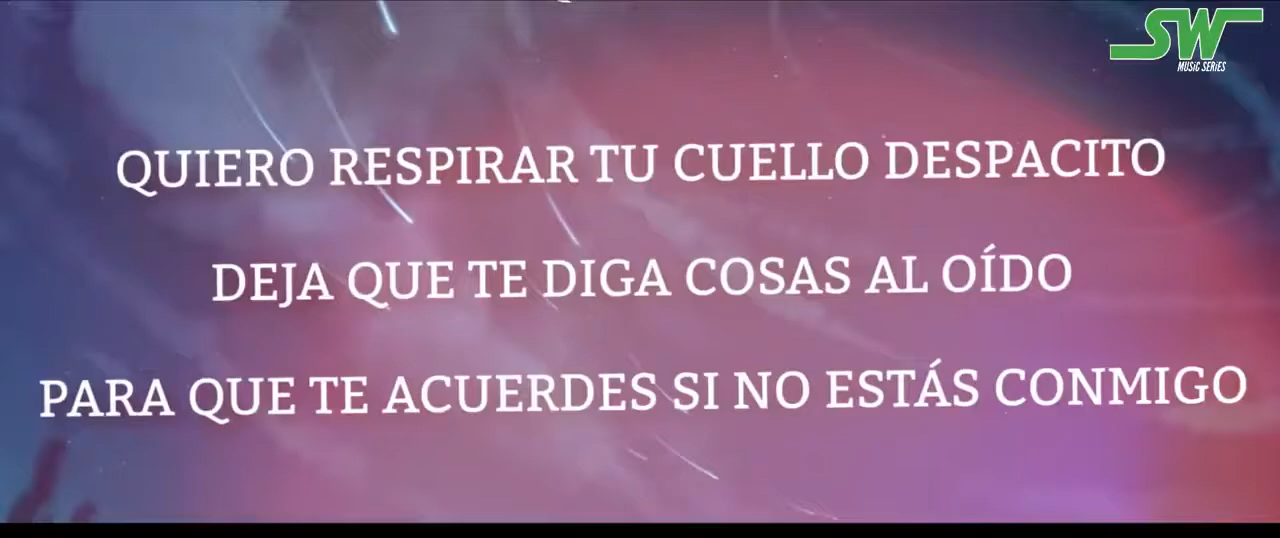 SW
MUSIC SERIES
QUIERO RESPIRAR TU CUELLO DESPACITO
DEJA QUE TE DIGA COSAS AL OÍDO
PARA QUE TE ACUERDES SI NO ESTÁS CONMIGO